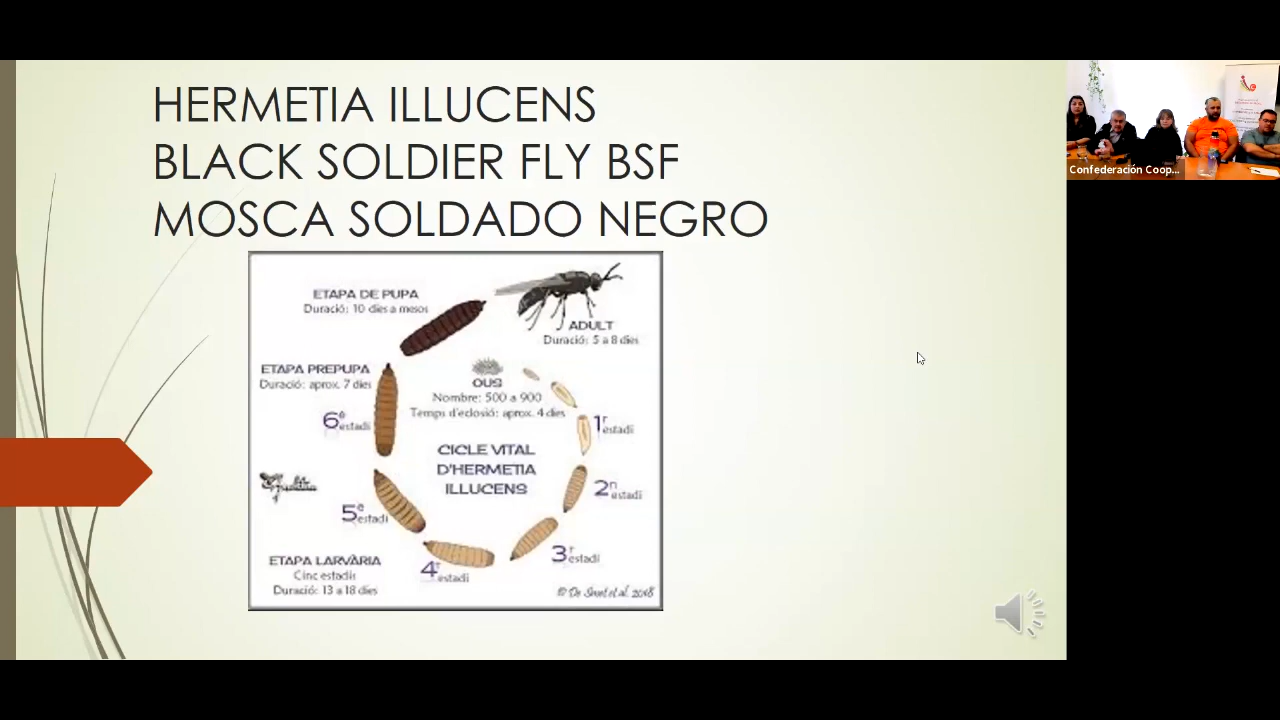 HERMETIA ILLUCENS
BLACK SOLDIER FLY BSF
MOSCA SOLDADO NEGRO
ETAPA DE PUPA
Duració: 10 dies a mesos
ADULT
Duració: 5 a 8 dies
ETAPA PREPUPA
Duració: aprox. 7 dies
OUS
Nombre: 500 a 900
Temps d'eclosió: aprox. 4 dies
6è estadi
1r estadi
CICLE VITAL
D'HERMETIA
ILLUCENS
2n estadi
5è estadi
3r estadi
4t estadi
ETAPA LARVÀRIA
Cinc estadis
Duració: 13 a 18 dies
© De Smet et al. 2018
Confederación Coop...